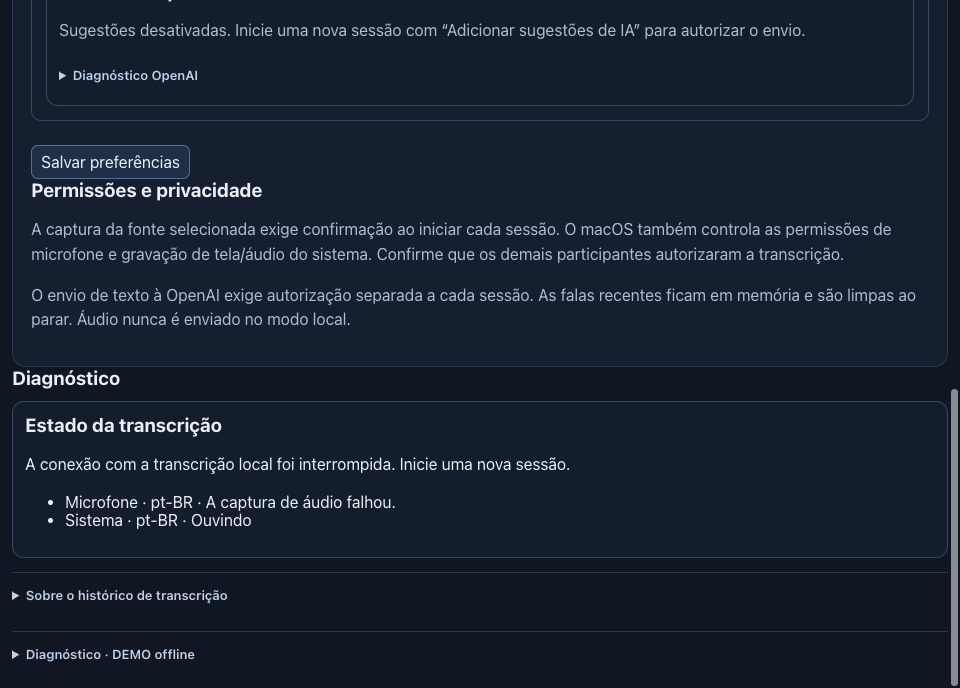 Sugestões desativadas. Inicie uma nova sessão com “Adicionar sugestões de IA” para autorizar o envio.
Diagnóstico OpenAI
Salvar preferências
Permissões e privacidade
A captura da fonte selecionada exige confirmação ao iniciar cada sessão. O macOS também controla as permissões de
microfone e gravação de tela/áudio do sistema. Confirme que os demais participantes autorizaram a transcrição.
O envio de texto à OpenAI exige autorização separada a cada sessão. As falas recentes ficam em memória e são limpas ao
parar. Áudio nunca é enviado no modo local.
Diagnóstico
Estado da transcrição
A conexão com a transcrição local foi interrompida. Inicie uma nova sessão.
• Microfone · pt-BR · A captura de áudio falhou.
• Sistema · pt-BR · Ouvindo
Sobre o histórico de transcrição
Diagnóstico · DEMO offline